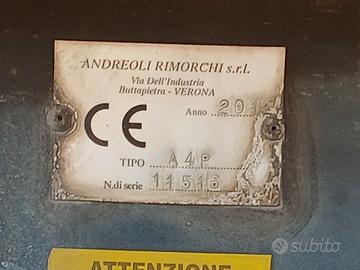 ANDREOLI RIMORCHI s.r.l.
Via Dell'Industria
Buttapietra - VERONA
CE
Anno
TIPO A4P
N.di serie 11516
ATTENZIONE
subito